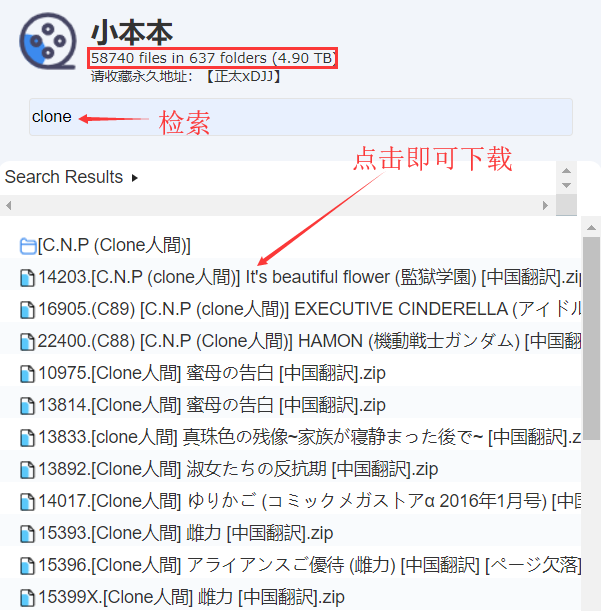 小本本
58740 files in 637 folders (4.90 TB)
请收藏永久地址：【正太xDJJ】
clone
检索
点击即可下载
Search Results
[C.N.P (Clone人間)]
14203.[C.N.P (clone人間)] It's beautiful flower (監獄学園) [中国翻訳].zip
16905.(C89) [C.N.P (clone人間)] EXECUTIVE CINDERELLA (アイドル
22400.(C88) [C.N.P (Clone人間)] HAMON (機動戦士ガンダム) [中国翻
10975.[Clone人間] 蜜母の告白 [中国翻訳].zip
13814.[Clone人間] 蜜母の告白 [中国翻訳].zip
13833.[clone人間] 真珠色の残像~家族が寝静まった後で~ [中国翻訳].z
13892.[Clone人間] 淑女たちの反抗期 [中国翻訳].zip
14017.[Clone人間] ゆりかご (コミックメガストアα 2016年1月号) [中国
15393.[Clone人間] 雌力 [中国翻訳].zip
15396.[Clone人間] アライアンスご優待 (雌力) [中国翻訳] [ページ欠落]
15399X.[Clone人間] 雌力 [中国翻訳].zip